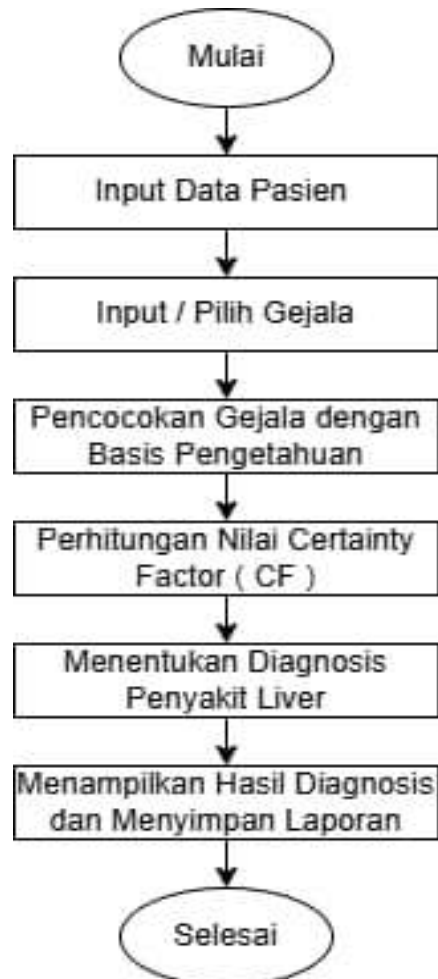 Mulai
Input Data Pasien
Input / Pilih Gejala
Pencocokan Gejala dengan
Basis Pengetahuan
Perhitungan Nilai Certainty
Factor ( CF )
Menentukan Diagnosis
Penyakit Liver
Menampilkan Hasil Diagnosis
dan Menyimpan Laporan
Selesai